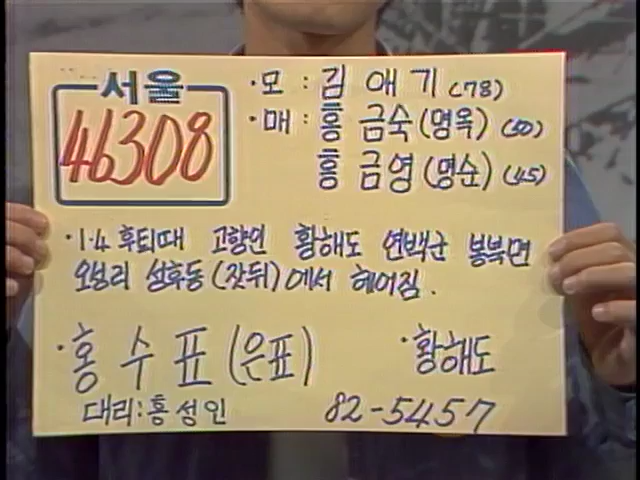 서울
46308
·모 : 김애기 (78)
·매 : 홍금숙(명옥) (50)
홍금영(명순) (45)
·1.4 후퇴때 고향인 황해도 연백군 봉북면
오봉리 성후동(잣뒤)에서 헤어짐.
·홍수표(은표) ·황해도
대리:홍성인 82-5457